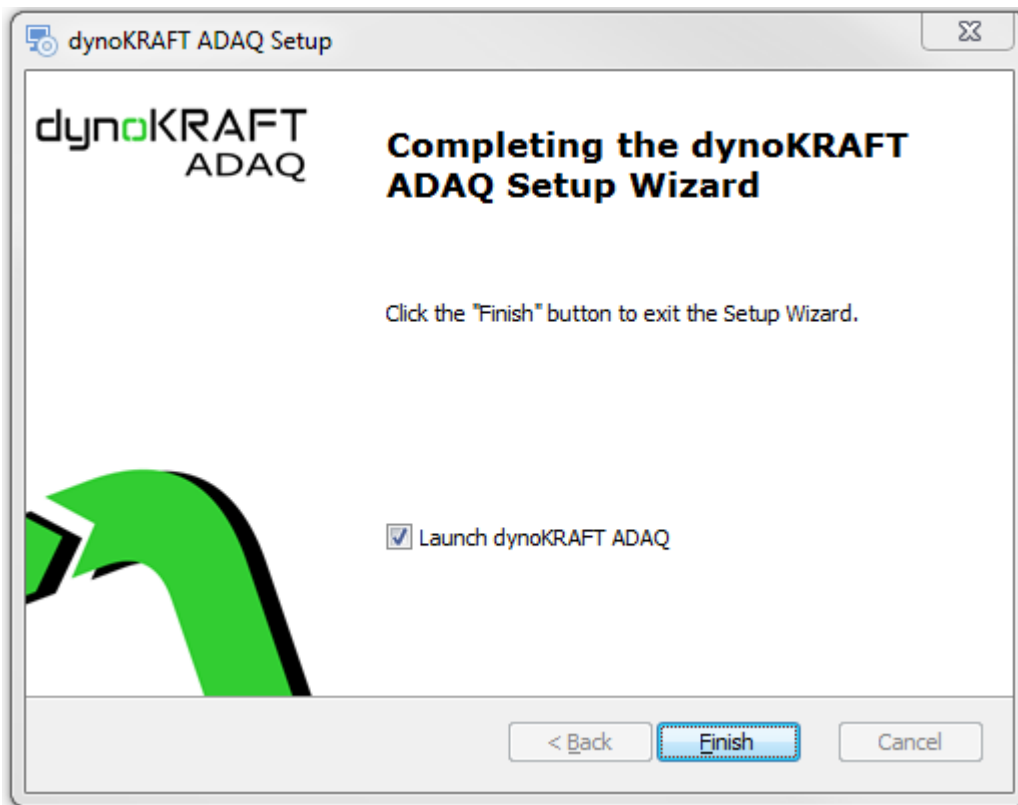 dynoKRAFT ADAQ Setup
dynoKRAFT
ADAQ
Completing the dynoKRAFT
ADAQ Setup Wizard
Click the "Finish" button to exit the Setup Wizard.
Launch dynoKRAFT ADAQ
< Back
Finish
Cancel